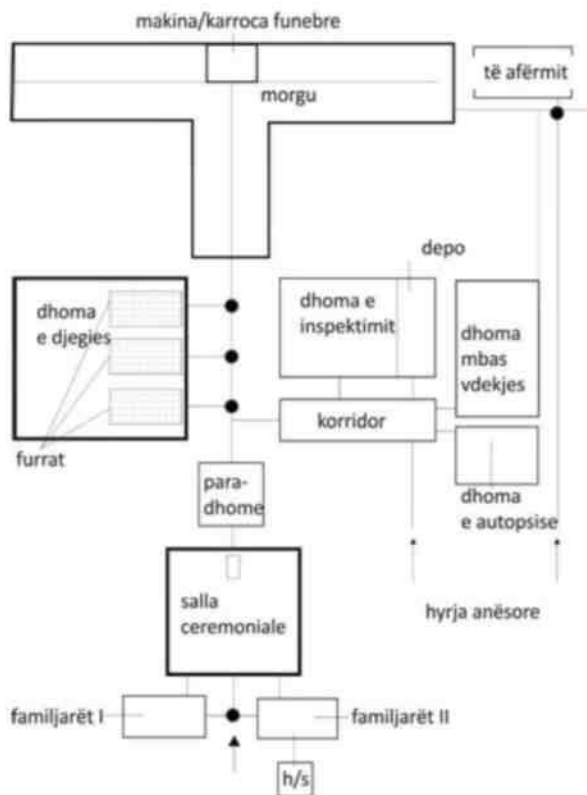 makina/karroca funebre
të afërmit
morgu
depo
dhoma e
inspektimit
dhoma
e djegies
dhoma
mbas
vdekjes
korridor
furrat
para-
dhome
dhoma
e autopsise
salla
ceremoniale
hyrja anësore
familjarët I
familjarët II
h/s